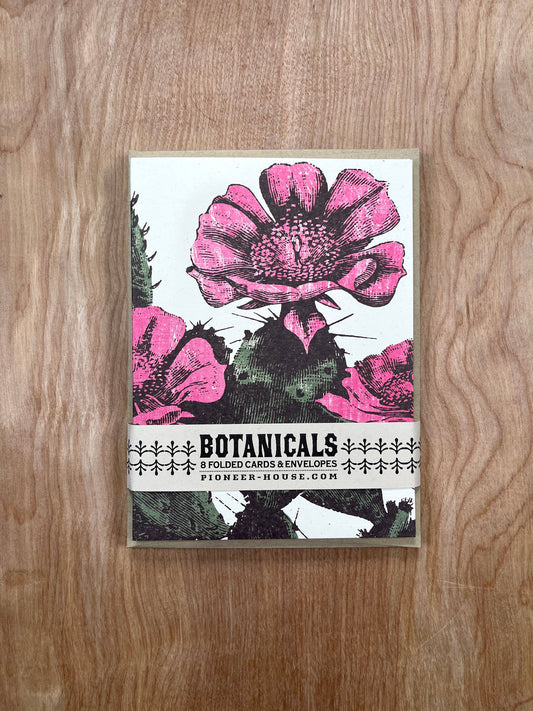 BOTANICALS
8 FOLDED CARDS & ENVELOPES
PIONEER-HOUSE.COM